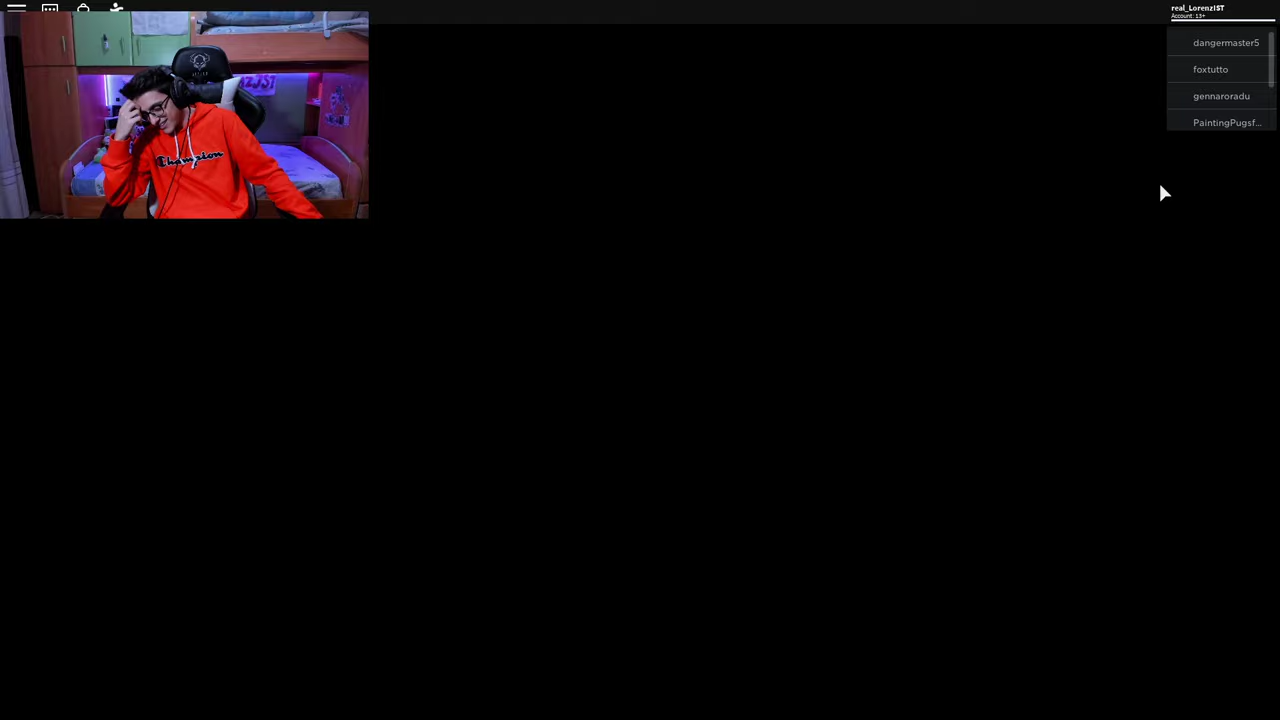 real_LorenzIST
Account: 13+
dangermaster5
foxtutto
gennaroradu
PaintingPugsf...
Champion